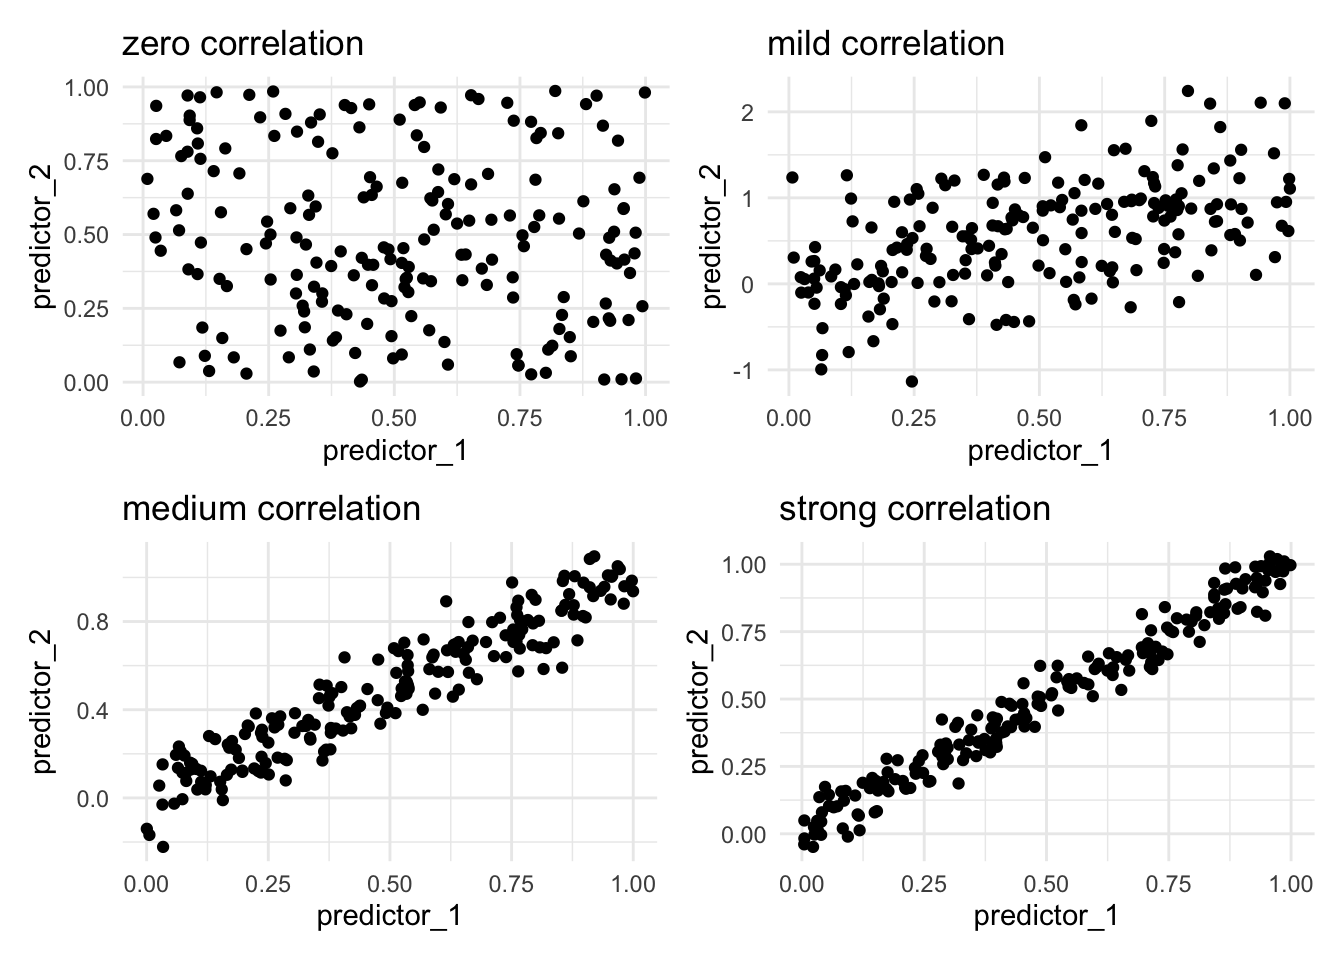 zero correlation
predictor_2
1.00
0.75
0.50
0.25
0.00
0.00 0.25 0.50 0.75 1.00
predictor_1
mild correlation
predictor_2
2
1
0
-1
0.00 0.25 0.50 0.75 1.00
predictor_1
medium correlation
predictor_2
0.8
0.4
0.0
0.00 0.25 0.50 0.75 1.00
predictor_1
strong correlation
predictor_2
1.00
0.75
0.50
0.25
0.00
0.00 0.25 0.50 0.75 1.00
predictor_1